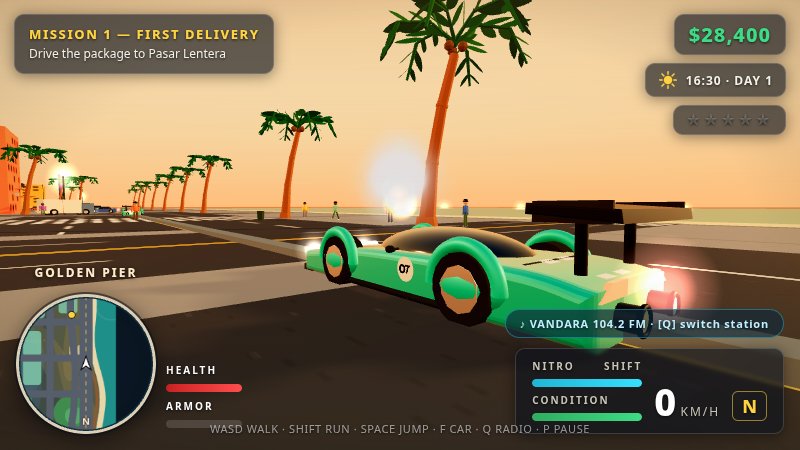 MISSION 1 — FIRST DELIVERY
Drive the package to Pasar Lentera
$28,400
16:30 · DAY 1
07
GOLDEN PIER
N
HEALTH
ARMOR
♪ VANDARA 104.2 FM · [Q] switch station
NITRO SHIFT
CONDITION
0 KM/H N
WASD WALK · SHIFT RUN · SPACE JUMP · F CAR · Q RADIO · P PAUSE